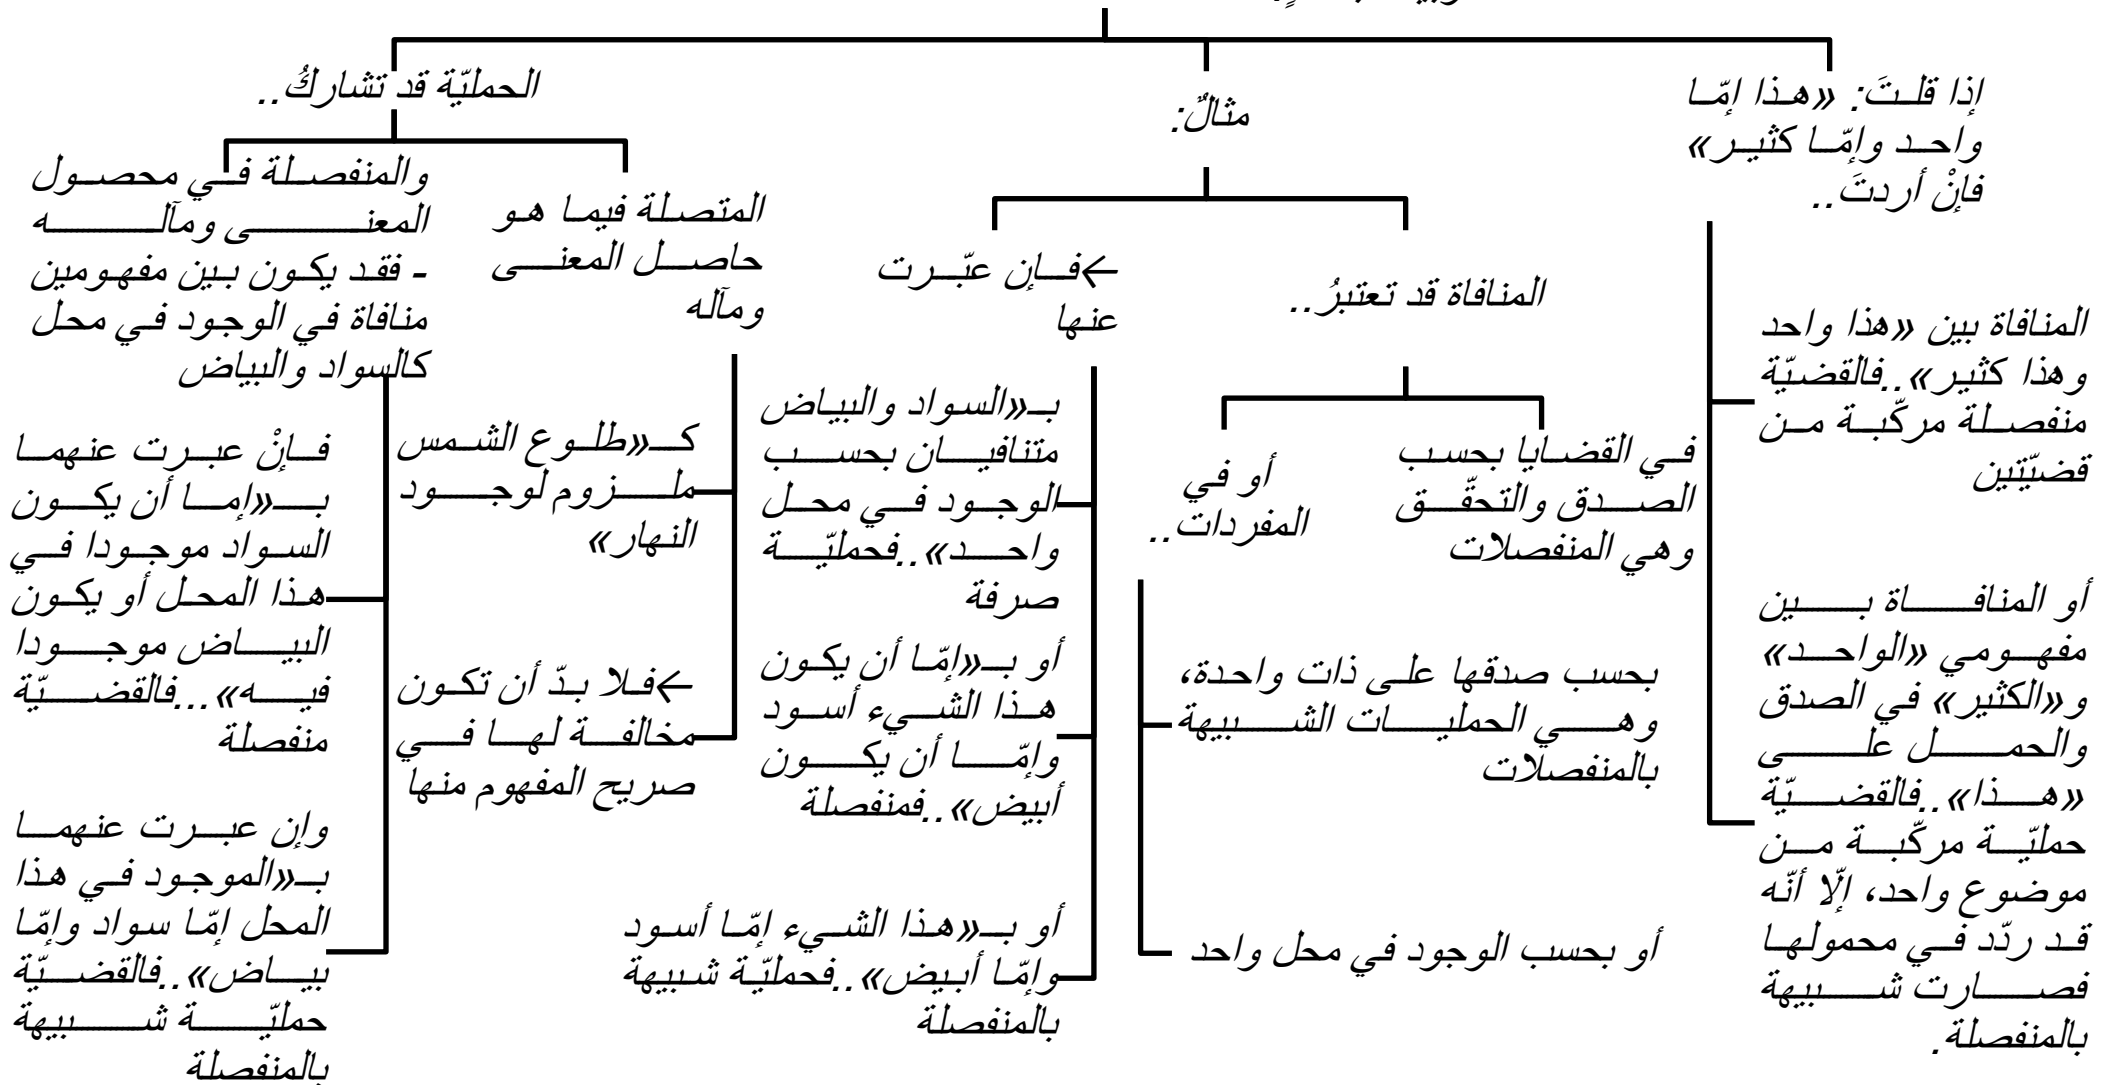 إذا قلتَ: «هذا إمّا
واحد وإمّا كثير»
فإنْ أردتَ..
المنافاة بين «هذا واحد
وهذا كثير»..فالقضيّة
منفصلة مركّبة من
قضيّتين
أو المنافاة بين
مفهومي «الواحد»
و«الكثير» في الصدق
والحمل على
«هذا»..فالقضيّة
حمليّة مركّبة من
موضوع واحد، إلّا أنّه
قد ردّد في محمولها
فصارت شبيهة
بالمنفصلة.
مثالٌ:
المنافاة قد تعتبرُ..
في القضايا بحسب
الصدق والتحقّق
وهي المنفصلات
أو في
المفردات..
بحسب صدقها على ذات واحدة،
وهي الحمليات الشبيهة
بالمنفصلات
أو بحسب الوجود في محل واحد
←فإن عبّرت
عنها
بـ«السواد والبياض
متنافيان بحسب
الوجود في محل
واحد»..فحمليّة
صرفة
أو بـ«إمّا أن يكون
هذا الشيء أسود
وإمّا أن يكون
أبيض»..فمنفصلة
أو بـ«هذا الشيء إمّا أسود
وإمّا أبيض»..فحمليّة شبيهة
بالمنفصلة
الحمليّة قد تشاركُ..
المتصلة فيما هو
حاصل المعنى
ومآله
كـ«طلوع الشمس
ملزوم لوجود
النهار»
←فلا بدّ أن تكون
مخالفة لها في
صريح المفهوم منها
والمنفصلة في محصول
المعنى ومآله
- فقد يكون بين مفهومين
منافاة في الوجود في محل
كالسواد والبياض
فإنْ عبرت عنهما
بـ«إما أن يكون
السواد موجودا في
هذا المحل أو يكون
البياض موجودا
فيه»...فالقضيّة
منفصلة
وإن عبرت عنهما
بـ«الموجود في هذا
المحل إمّا سواد وإمّا
بياض»..فالقضيّة
حمليّة شبيهة
بالمنفصلة